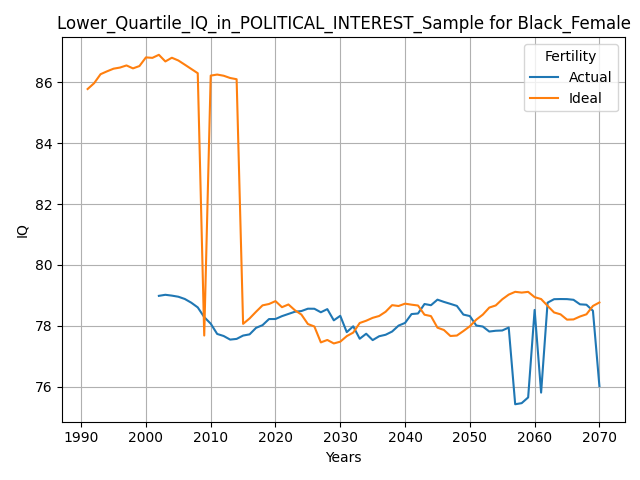 Lower_Quartile_IQ_in_POLITICAL_INTEREST_Sample for Black_Female
Fertility
Actual
Ideal
IQ
86
84
82
80
78
76
1990 2000 2010 2020 2030 2040 2050 2060 2070
Years